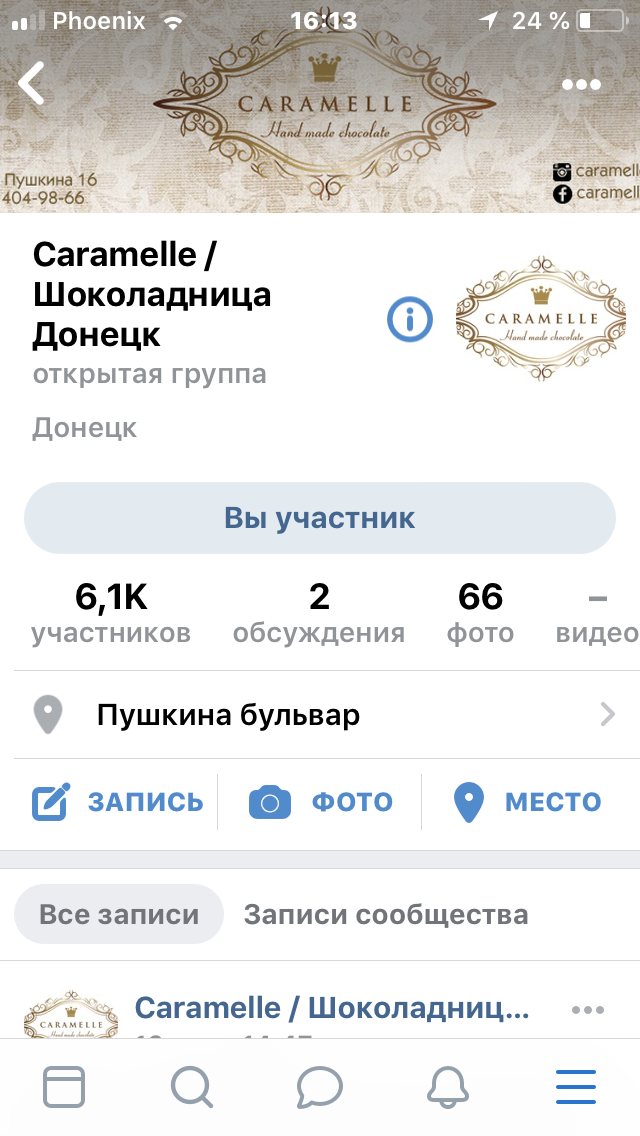 Phoenix 16:13 24 %
CARAMELLE
Hand made chocolate
Пушкина 16
404-98-66
caramell
caramell
Caramelle /
Шоколадница
Донецк
открытая группа
Донецк
CARAMELLE
Hand made chocolate
Вы участник
6,1K 2 66 –
участников обсуждения фото видео
Пушкина бульвар
ЗАПИСЬ ФОТО МЕСТО
Все записи Записи сообщества
Caramelle / Шоколадниц...
CARAMELLE